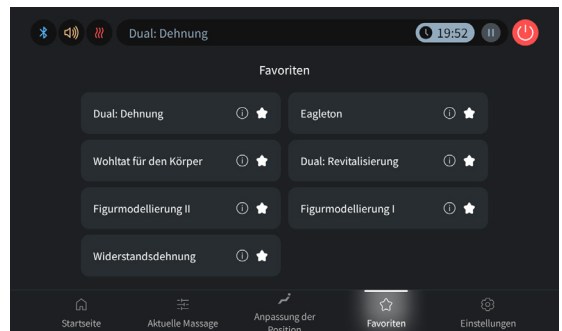 Dual: Dehnung
19:52
Favoriten
Dual: Dehnung
Eagleton
Wohltat für den Körper
Dual: Revitalisierung
Figurmodellierung II
Figurmodellierung I
Widerstandsdehnung
Startseite
Aktuelle Massage
Anpassung der
Position
Favoriten
Einstellungen